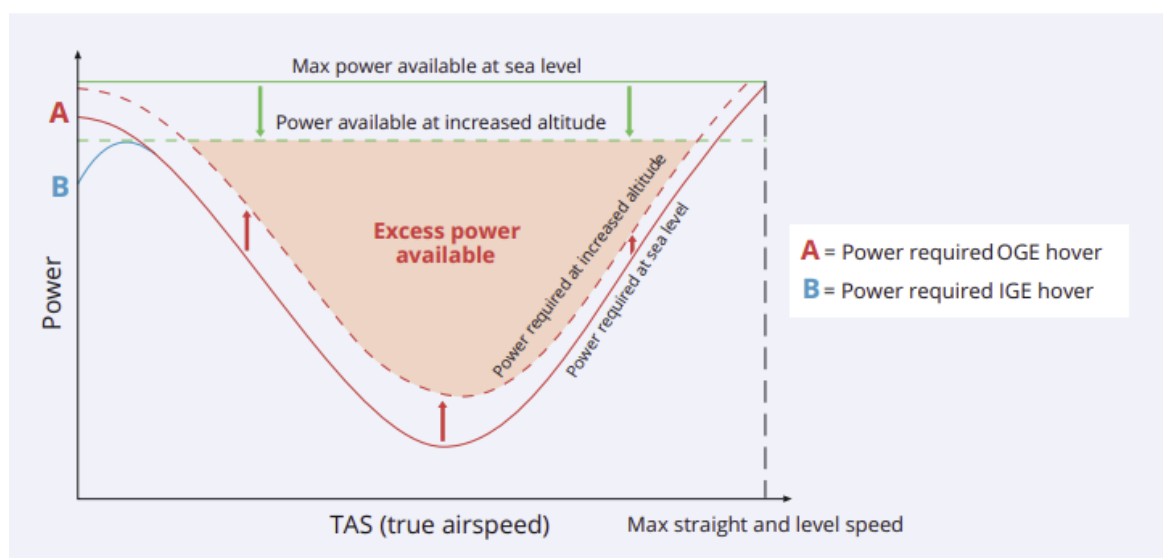 Max power available at sea level
A
Power available at increased altitude
B
Excess power
available
Power required at increased altitude
Power required at sea level
Power
A = Power required OGE hover
B = Power required IGE hover
TAS (true airspeed)
Max straight and level speed